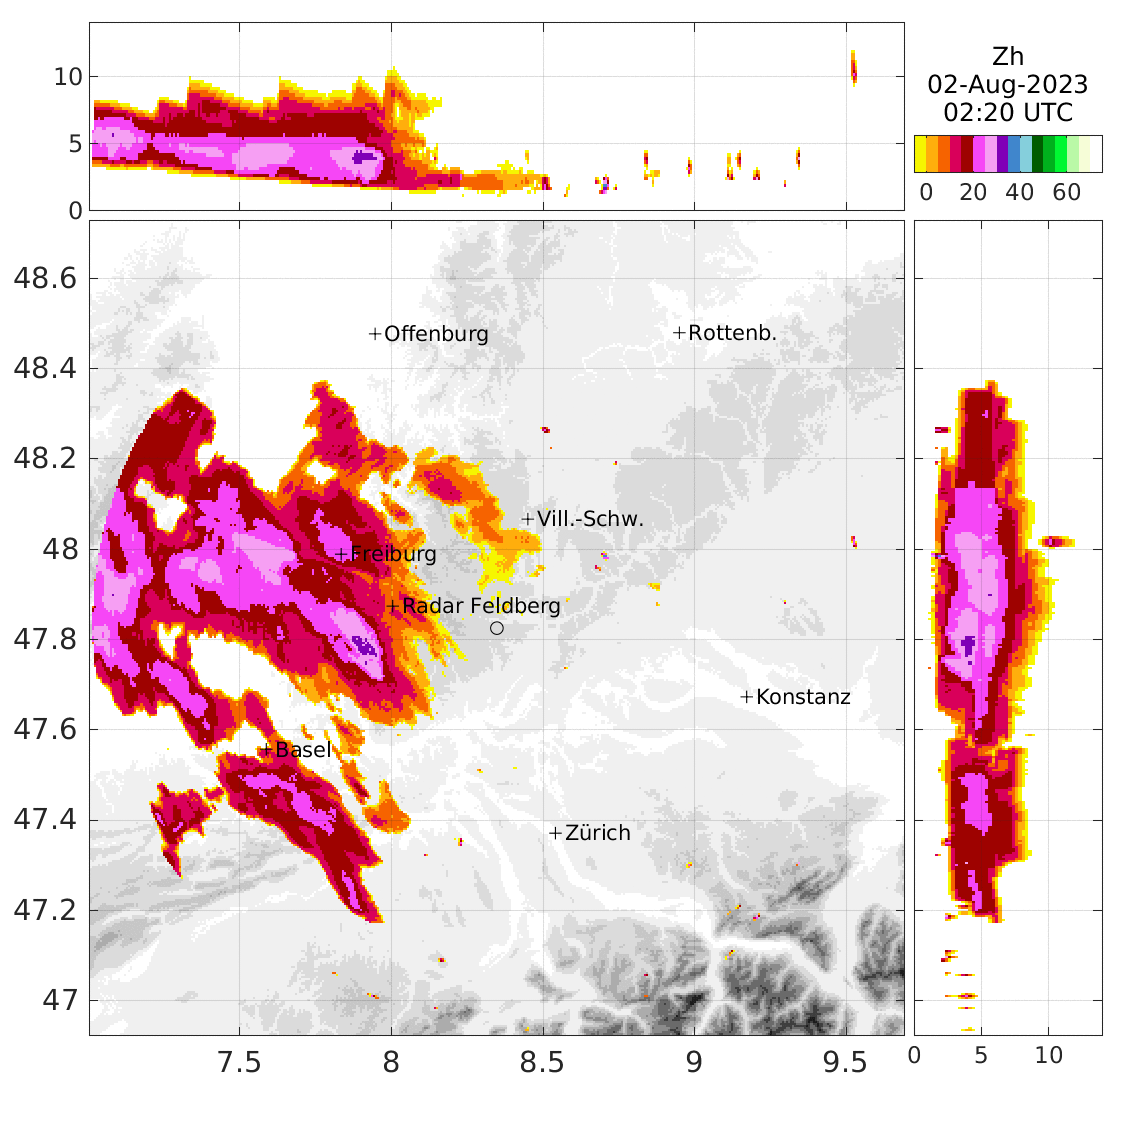 10
5
0
Zh
02-Aug-2023
02:20 UTC
0 20 40 60
48.6
48.4
48.2
48
47.8
47.6
47.4
47.2
47
+Offenburg
+Rottenb.
+Vill.-Schw.
+Freiburg
+Radar Feldberg
+Konstanz
+Basel
+Zürich
7.5 8 8.5 9 9.5
0 5 10